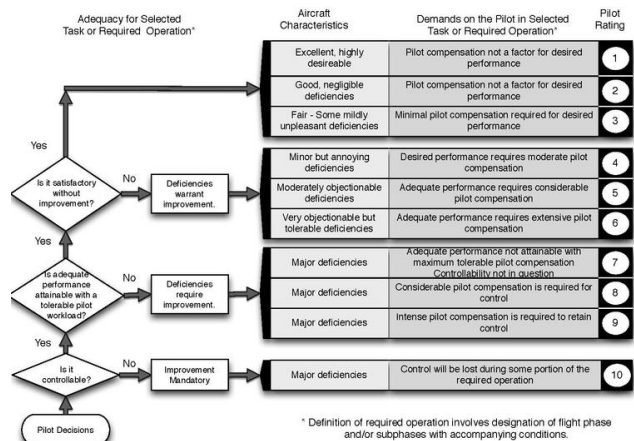 Adequacy for Selected
Task or Required Operation*
Aircraft
Characteristics
Demands on the Pilot in Selected
Task or Required Operation*
Pilot
Rating
Excellent, highly
desireable
Pilot compensation not a factor for desired
performance
1
Good, negligible
deficiencies
Pilot compensation not a factor for desired
performance
2
Fair - Some mildly
unpleasant deficiencies
Minimal pilot compensation required for desired
performance
3
Yes
Is it satisfactory
without
improvement?
No
Deficiencies
warrant
improvement.
Minor but annoying
deficiencies
Desired performance requires moderate pilot
compensation
4
Moderately objectionable
deficiencies
Adequate performance requires considerable
pilot compensation
5
Very objectionable but
tolerable deficiencies
Adequate performance requires extensive pilot
compensation
6
Yes
Is adequate
performance
attainable with a
tolerable pilot
workload?
No
Deficiencies
require
improvement.
Major deficiencies
Adequate performance not attainable with
maximum tolerable pilot compensation
Controllability not in question
7
Major deficiencies
Considerable pilot compensation is required for
control
8
Major deficiencies
Intense pilot compensation is required to retain
control
9
Yes
Is it
controllable?
No
Improvement
Mandatory
Major deficiencies
Control will be lost during some portion of the
required operation
10
Pilot Decisions
* Definition of required operation involves designation of flight phase
and/or subphases with accompanying conditions.